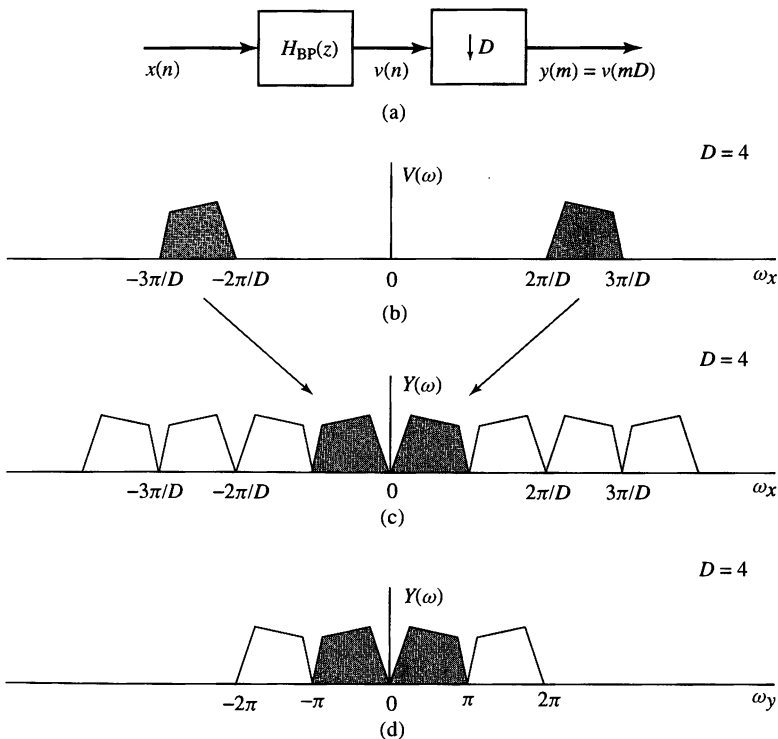 x(n)
H_BP(z)
v(n)
↓ D
y(m) = v(mD)
(a)
D = 4
V(ω)
−3π/D −2π/D 0 2π/D 3π/D ω_x
(b)
D = 4
Y(ω)
−3π/D −2π/D 0 2π/D 3π/D ω_x
(c)
D = 4
Y(ω)
−2π −π 0 π 2π ω_y
(d)